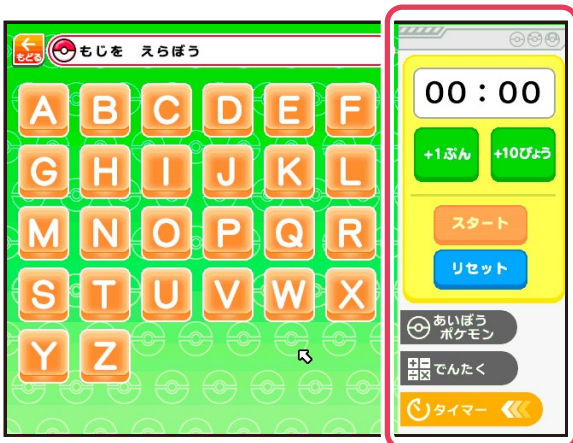 もどる
もじを えらぼう
A B C D E F
G H I J K L
M N O P Q R
S T U V W X
Y Z
00:00
+1ぷん +10びょう
スタート
リセット
あいぼう
ポケモン
でんたく
タイマー